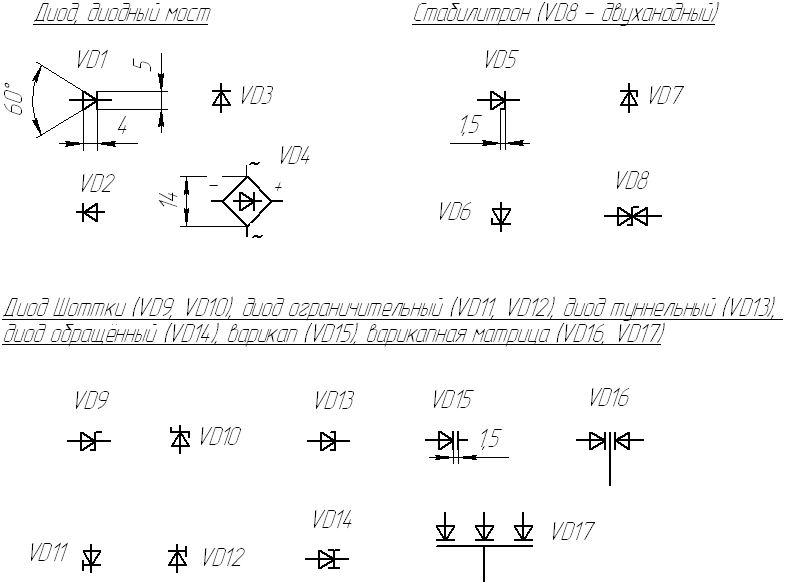 Диод, диодный мост
Стабилитрон (VD8 – двуханодный)
VD1
5
60°
4
VD3
VD5
1,5
VD7
VD2
14
~
VD4
–
+
~
VD6
VD8
Диод Шоттки (VD9, VD10), диод ограничительный (VD11, VD12), диод туннельный (VD13),
диод обращённый (VD14), варикап (VD15), варикапная матрица (VD16, VD17)
VD9
VD10
VD13
VD15
1,5
VD16
VD11
VD12
VD14
VD17